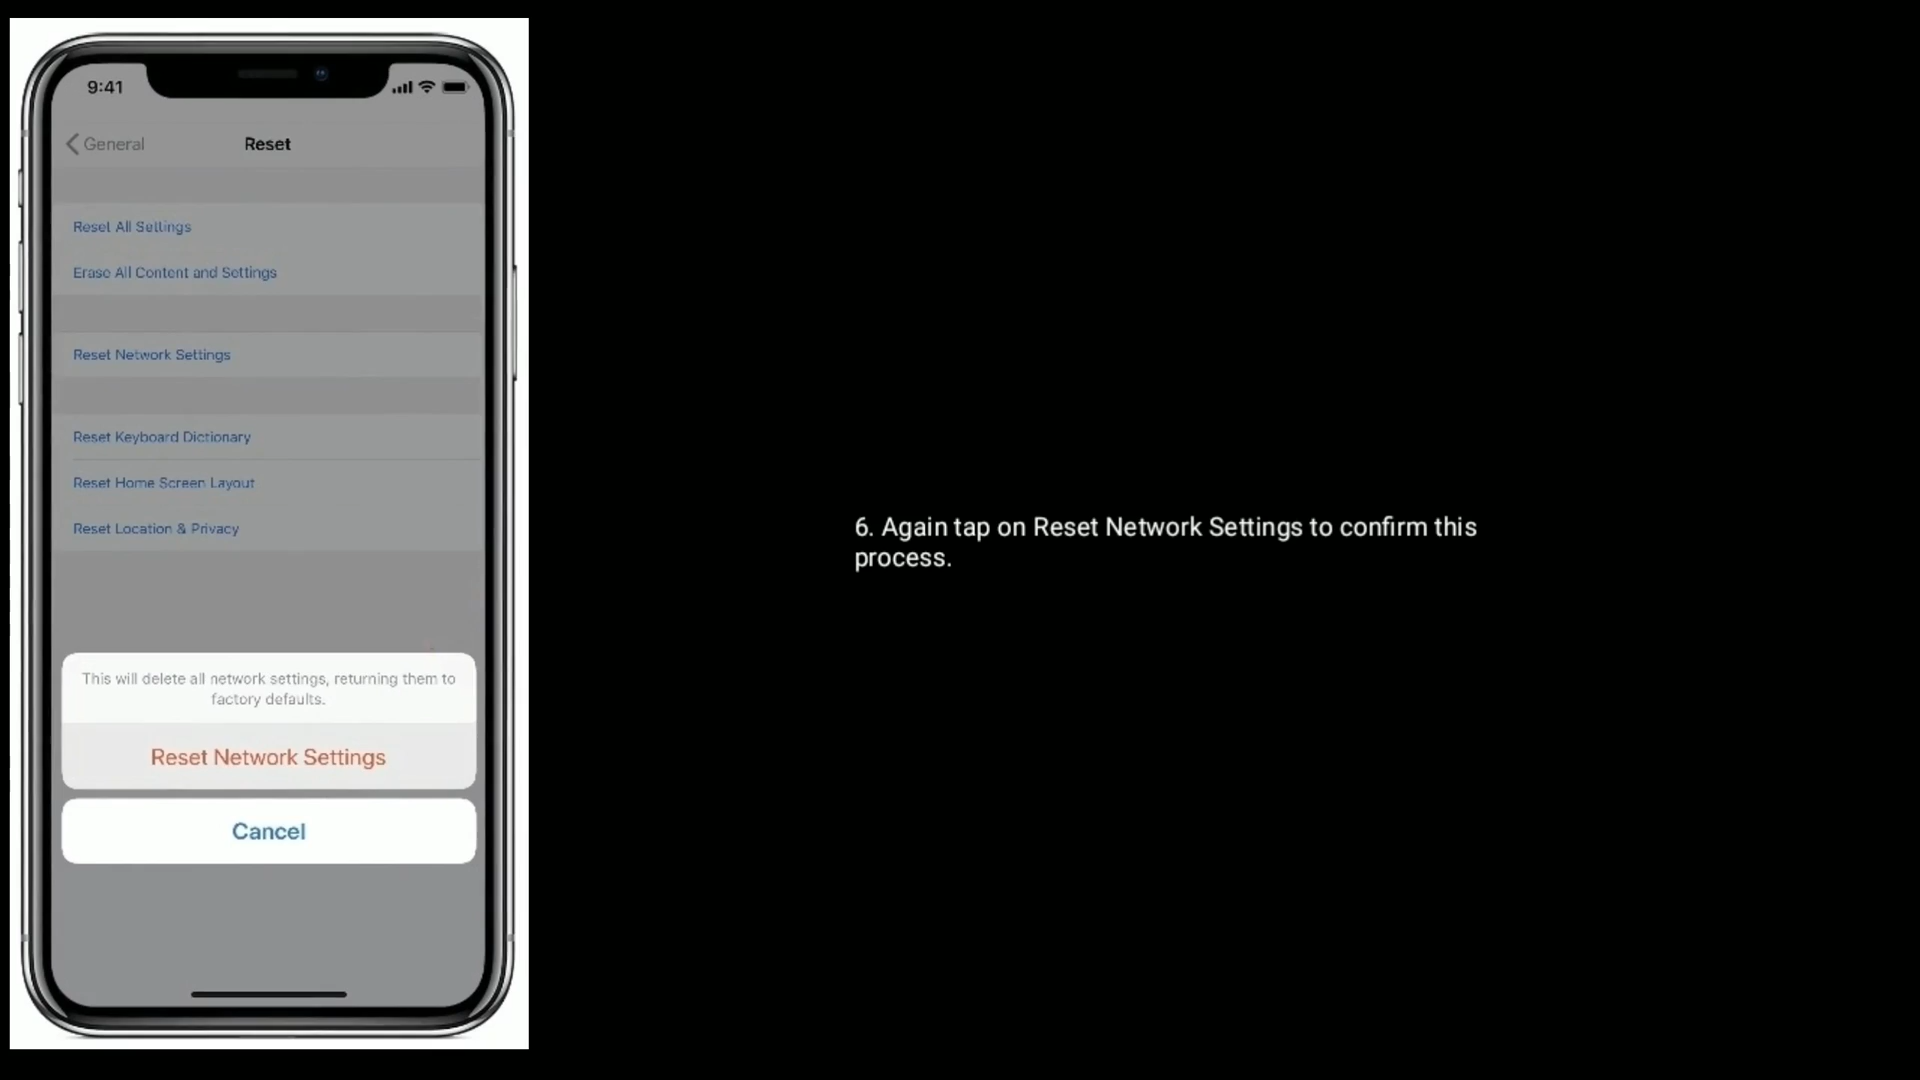 9:41
General
Reset
Reset All Settings
Erase All Content and Settings
Reset Network Settings
Reset Keyboard Dictionary
Reset Home Screen Layout
Reset Location & Privacy
This will delete all network settings, returning them to
factory defaults.
Reset Network Settings
Cancel
6. Again tap on Reset Network Settings to confirm this
process.